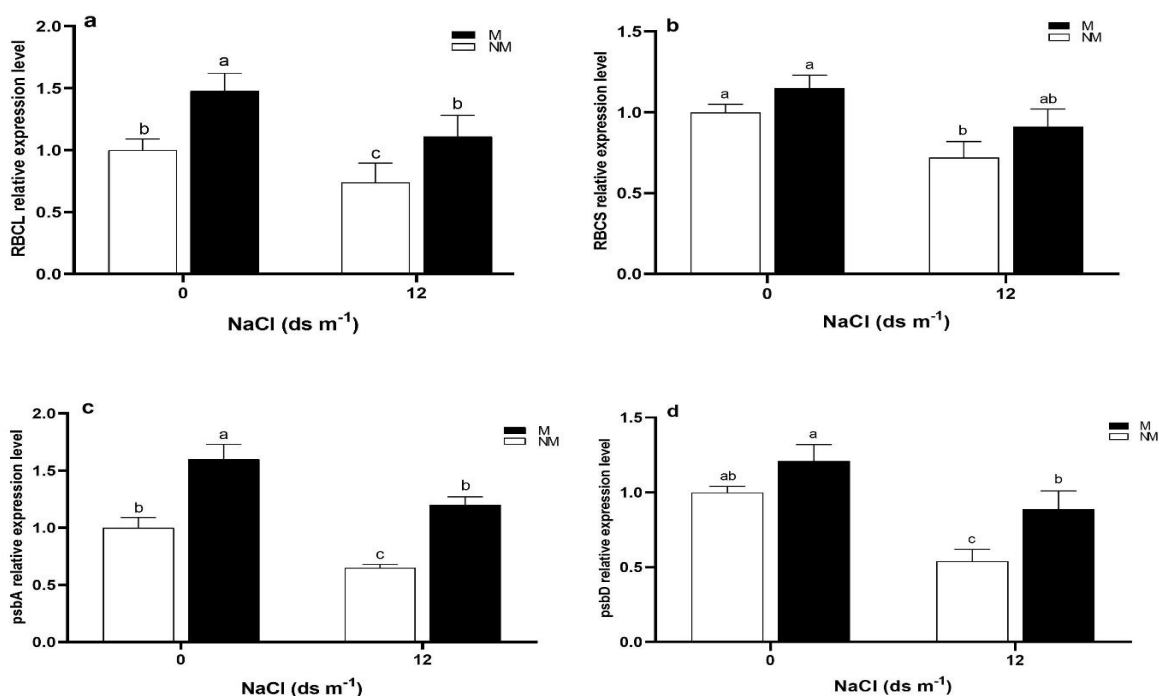 a
M
NM
RBCL relative expression level
2.0
1.5
1.0
0.5
0.0
a
b
b
c
0
12
NaCl (ds m⁻¹)
b
M
NM
RBCS relative expression level
1.5
1.0
0.5
0.0
a
a
b
ab
0
12
NaCl (ds m⁻¹)
c
M
NM
psbA relative expression level
2.0
1.5
1.0
0.5
0.0
b
a
c
b
0
12
NaCl (ds m⁻¹)
d
M
NM
psbD relative expression level
1.5
1.0
0.5
0.0
ab
a
c
b
0
12
NaCl (ds m⁻¹)